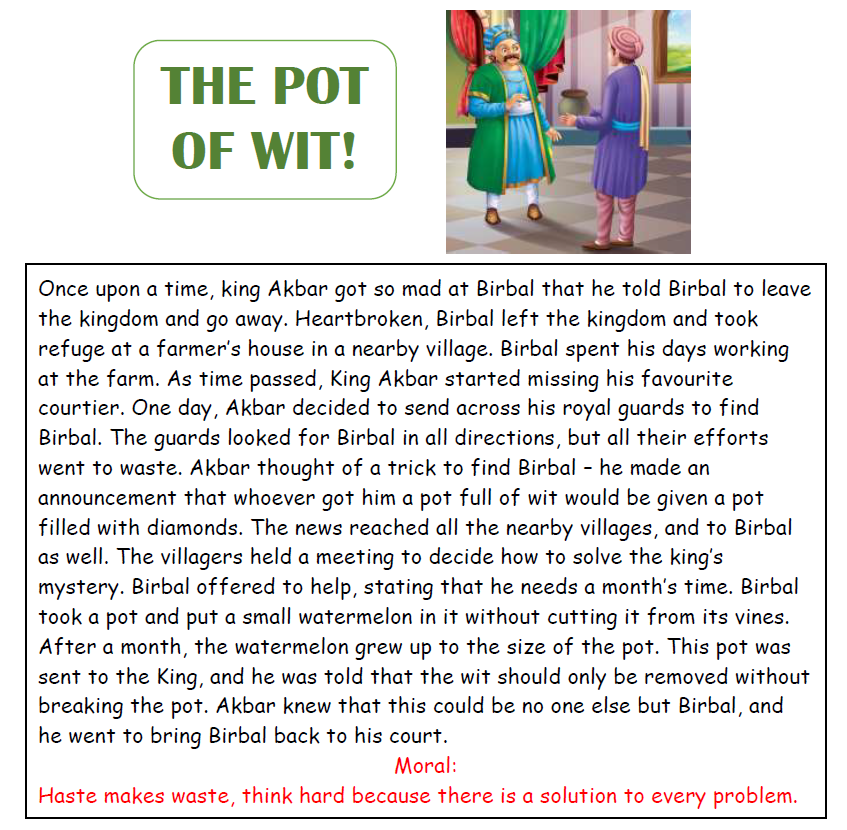 THE POT
OF WIT!
Once upon a time, king Akbar got so mad at Birbal that he told Birbal to leave
the kingdom and go away. Heartbroken, Birbal left the kingdom and took
refuge at a farmer's house in a nearby village. Birbal spent his days working
at the farm. As time passed, King Akbar started missing his favourite
courtier. One day, Akbar decided to send across his royal guards to find
Birbal. The guards looked for Birbal in all directions, but all their efforts
went to waste. Akbar thought of a trick to find Birbal – he made an
announcement that whoever got him a pot full of wit would be given a pot
filled with diamonds. The news reached all the nearby villages, and to Birbal
as well. The villagers held a meeting to decide how to solve the king's
mystery. Birbal offered to help, stating that he needs a month's time. Birbal
took a pot and put a small watermelon in it without cutting it from its vines.
After a month, the watermelon grew up to the size of the pot. This pot was
sent to the King, and he was told that the wit should only be removed without
breaking the pot. Akbar knew that this could be no one else but Birbal, and
he went to bring Birbal back to his court.
Moral:
Haste makes waste, think hard because there is a solution to every problem.